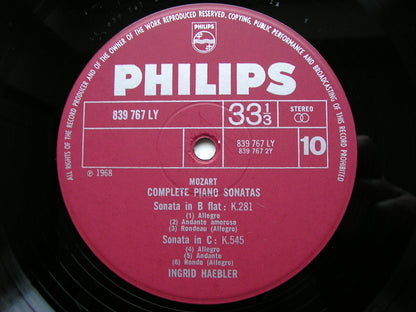 ALL RIGHTS OF THE RECORD PRODUCER AND OF THE OWNER OF THE WORK REPRODUCED RESERVED. COPYING, PUBLIC PERFORMANCE AND BROADCASTING OF THIS RECORD PROHIBITED
PHILIPS
PHILIPS
839 767 LY
33 1/3
STEREO
839 767 1Y
839 767 2Y
10
℗ 1968
MOZART
COMPLETE PIANO SONATAS
Sonata in B flat: K.281
(1) Allegro
(2) Andante amoroso
(3) Rondeau (Allegro)
Sonata in C: K.545
(4) Allegro
(5) Andante
(6) Rondo (Allegro)
INGRID HAEBLER